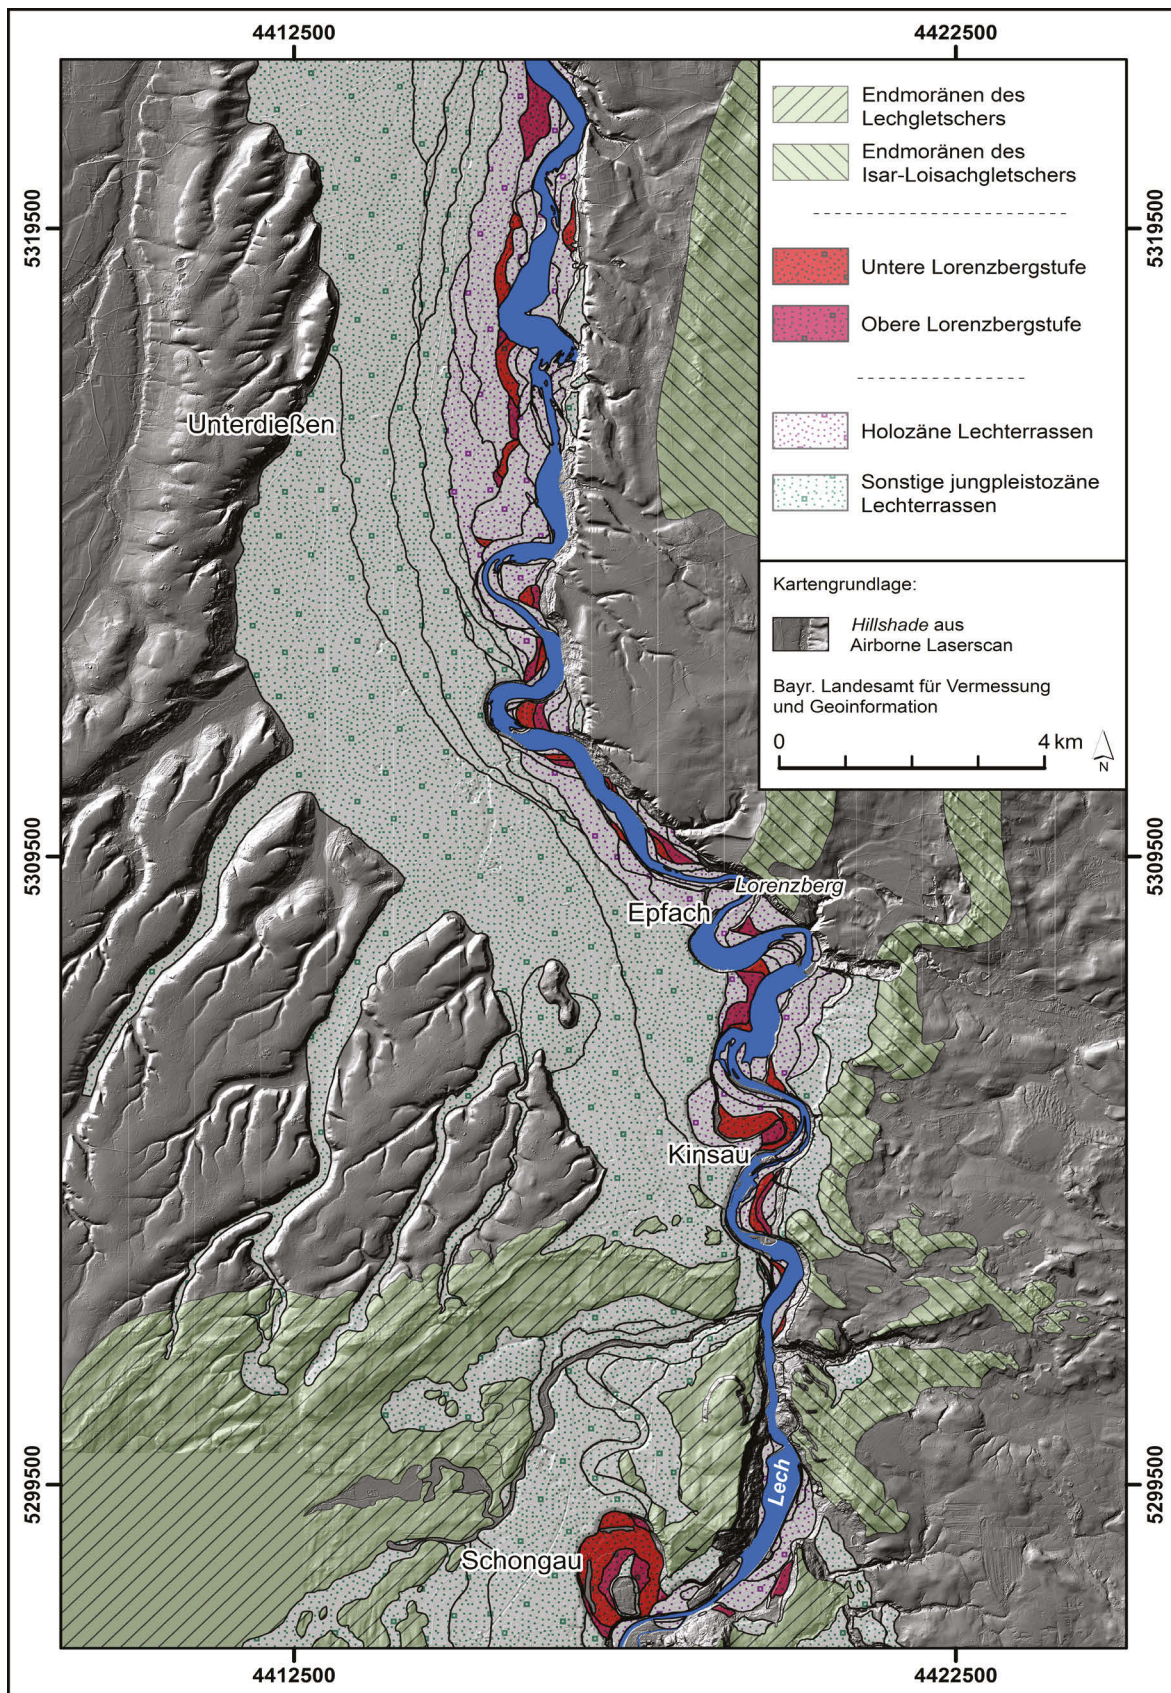 4412500
4422500
Endmoränen des
Lechgletschers
Endmoränen des
Isar-Loisachgletschers
5319500
5319500
Untere Lorenzbergstufe
Obere Lorenzbergstufe
Unterdießen
Holozäne Lechterrassen
Sonstige jungpleistozäne
Lechterrassen
Kartengrundlage:
Hillshade aus
Airborne Laserscan
Bayr. Landesamt für Vermessung
und Geoinformation
0
4 km
N
5309500
5309500
Lorenzberg
Epfach
Kinsau
Lech
5299500
5299500
Schongau
4412500
4422500